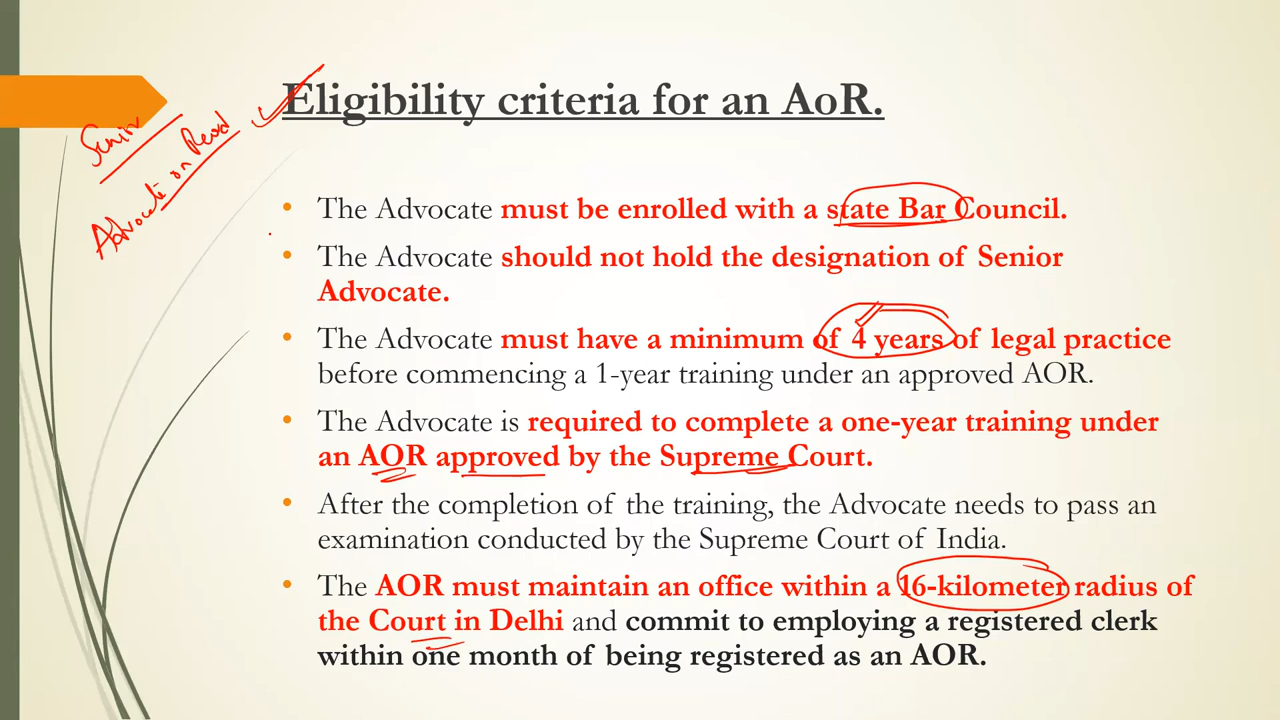 Eligibility criteria for an AoR.
Senior
Advocate on Record
• The Advocate must be enrolled with a state Bar Council.
• The Advocate should not hold the designation of Senior
Advocate.
• The Advocate must have a minimum of 4 years of legal practice
before commencing a 1-year training under an approved AOR.
• The Advocate is required to complete a one-year training under
an AOR approved by the Supreme Court.
• After the completion of the training, the Advocate needs to pass an
examination conducted by the Supreme Court of India.
• The AOR must maintain an office within a 16-kilometer radius of
the Court in Delhi and commit to employing a registered clerk
within one month of being registered as an AOR.